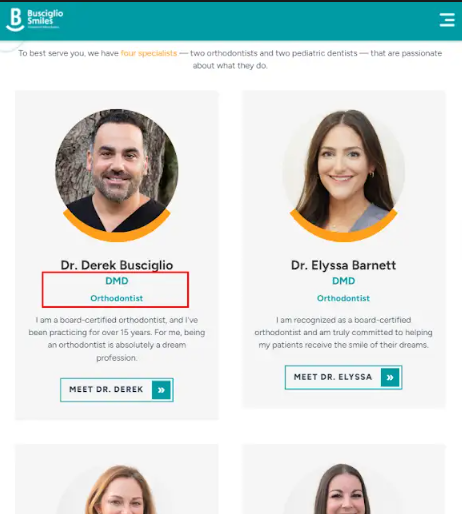 Busciglio
Smiles
To best serve you, we have four specialists — two orthodontists and two pediatric dentists — that are passionate
about what they do.
Dr. Derek Busciglio
DMD
Orthodontist
I am a board-certified orthodontist, and I've
been practicing for over 15 years. For me, being
an orthodontist is absolutely a dream
profession.
MEET DR. DEREK »
Dr. Elyssa Barnett
DMD
Orthodontist
I am recognized as a board-certified
orthodontist and am truly committed to helping
my patients receive the smile of their dreams.
MEET DR. ELYSSA »